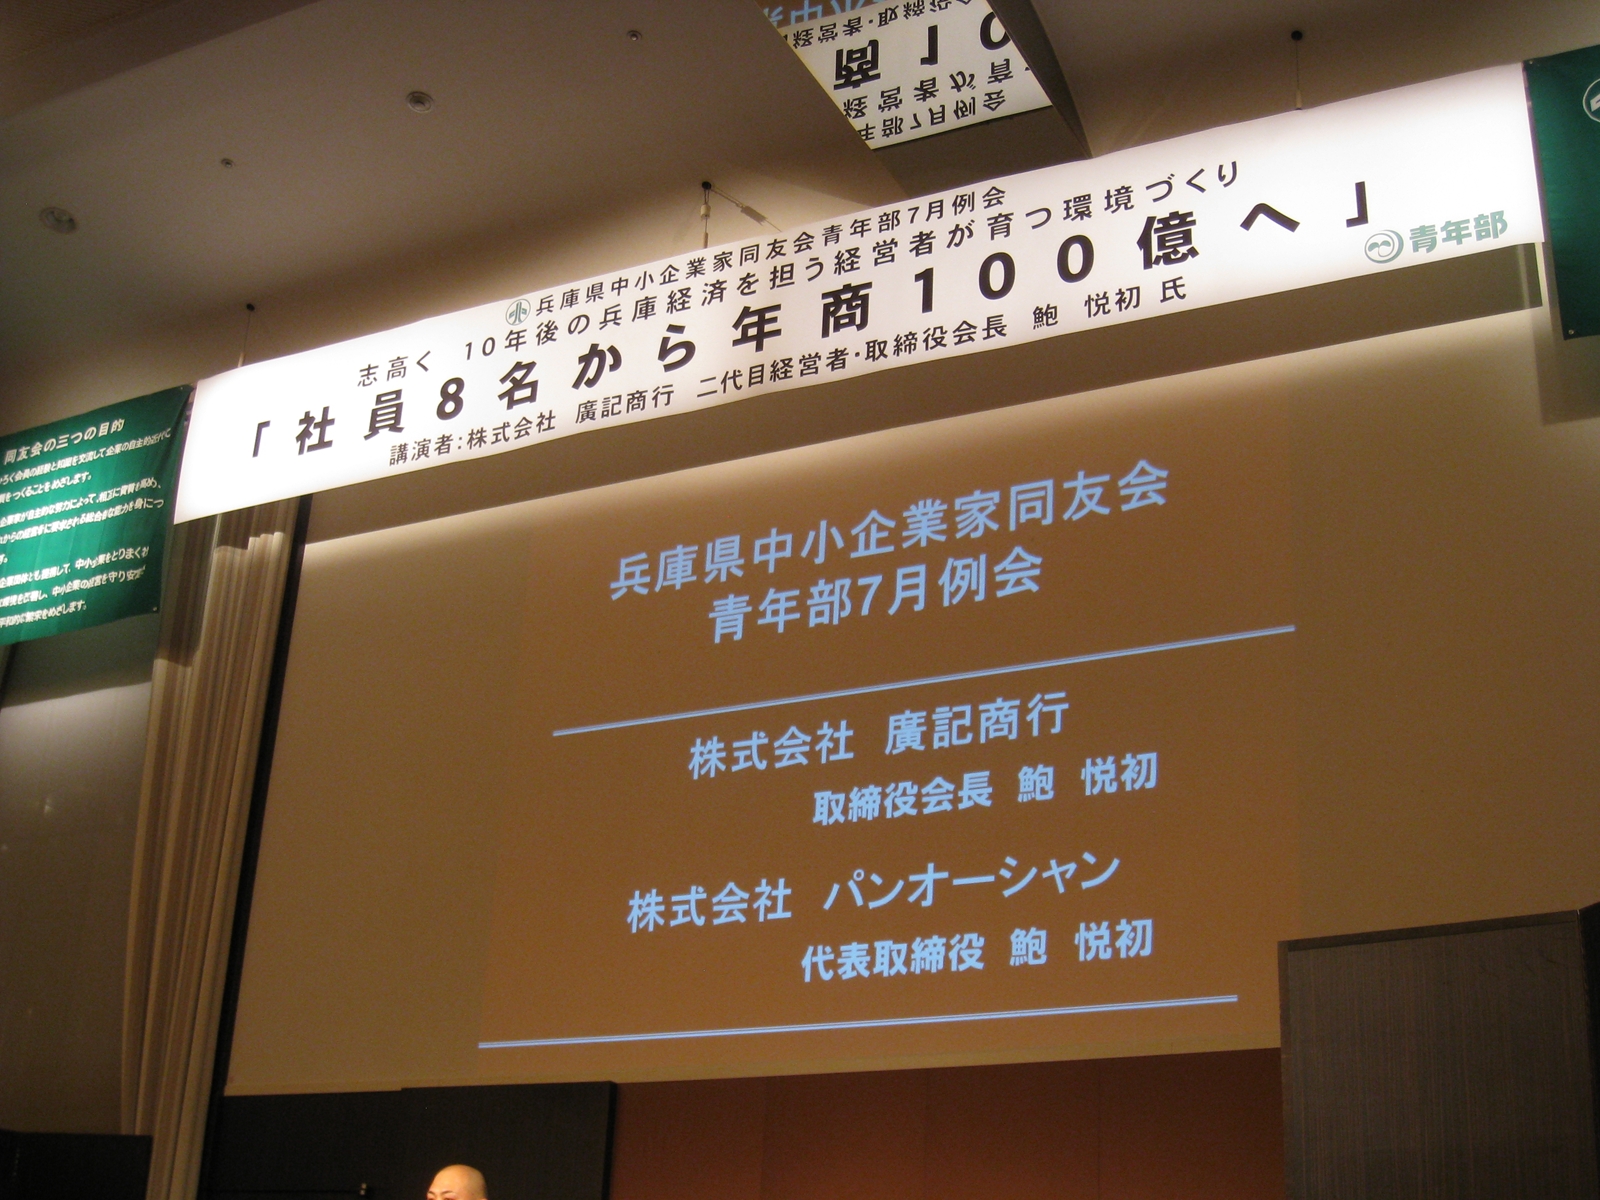 兵庫県中小企業家同友会青年部7月例会
志高く 10年後の兵庫経済を担う経営者が育つ環境づくり
「社員8名から年商100億へ」
講演者:株式会社 廣記商行 二代目経営者・取締役会長 鮑 悦初 氏
青年部
同友会の三つの目的
兵庫県中小企業家同友会
青年部7月例会
株式会社 廣記商行
取締役会長 鮑 悦初
株式会社 パンオーシャン
代表取締役 鮑 悦初